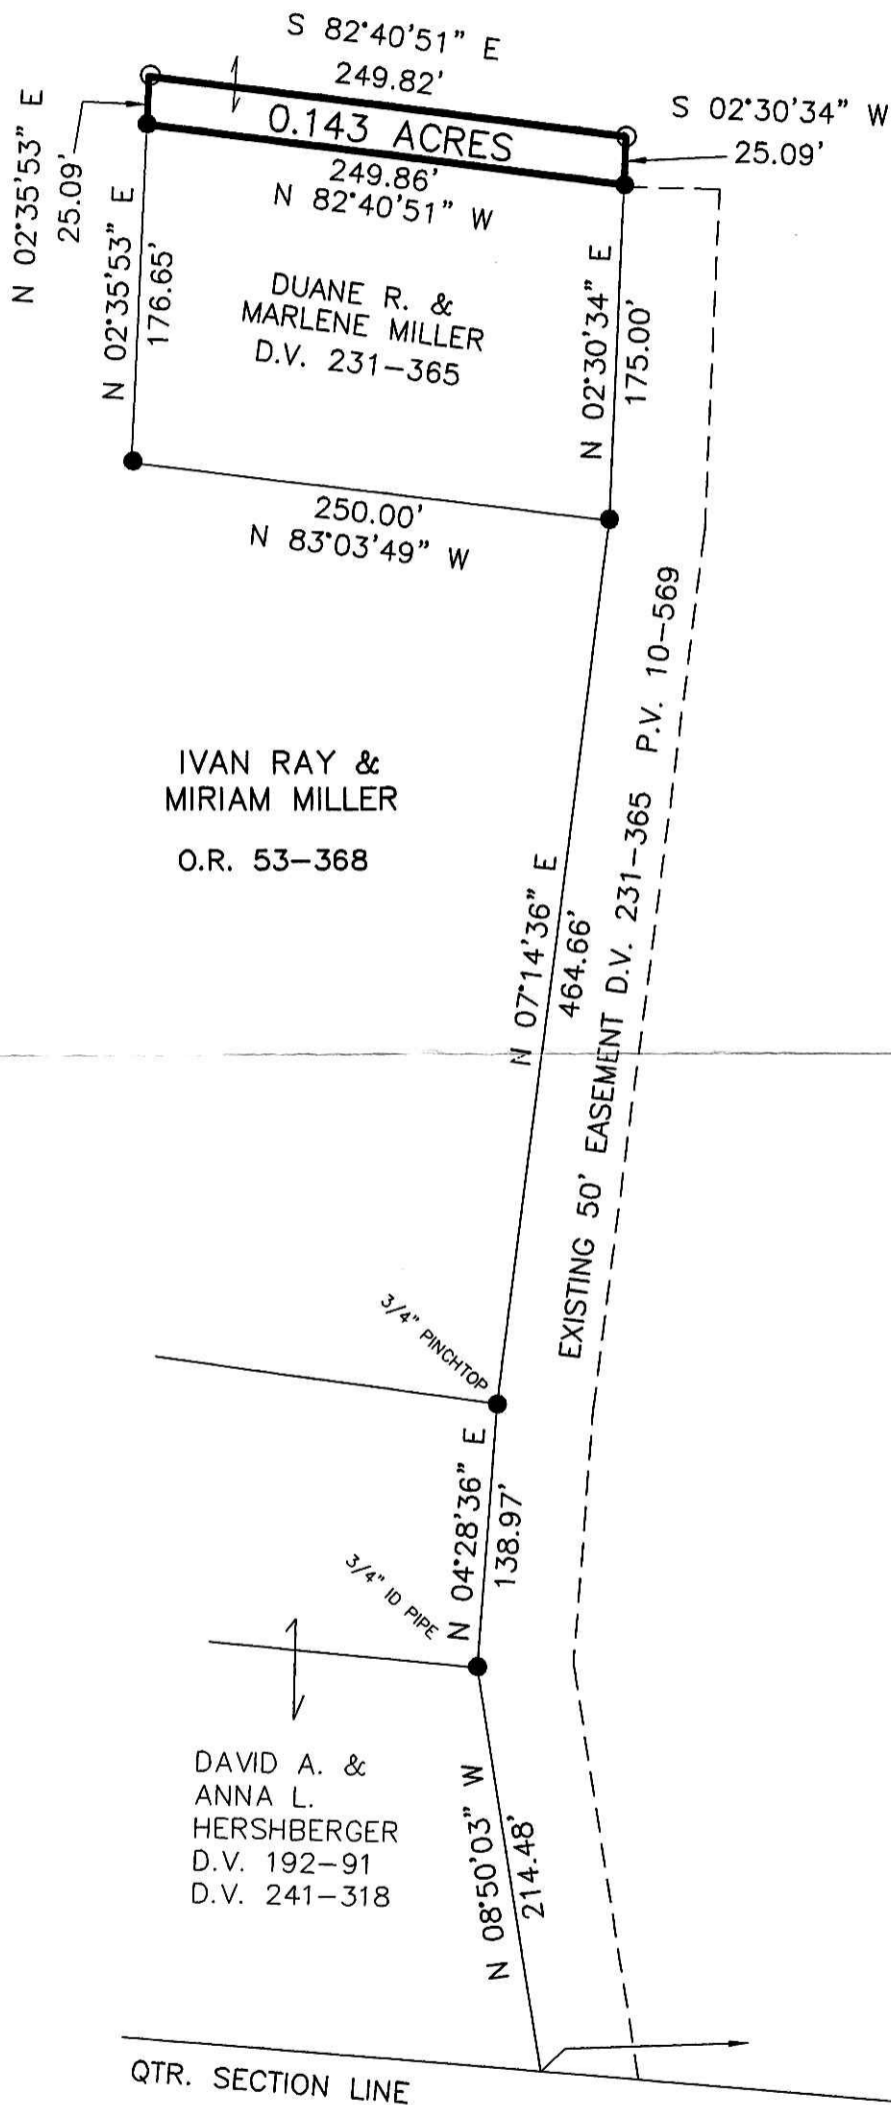 S 82°40'51" E
249.82'
N 02°35'53" E
25.09'
0.143 ACRES
S 02°30'34" W
25.09'
249.86'
N 82°40'51" W
N 02°35'53" E
176.65'
DUANE R. &
MARLENE MILLER
D.V. 231-365
N 02°30'34" E
175.00'
250.00'
N 83°03'49" W
IVAN RAY &
MIRIAM MILLER
O.R. 53-368
N 07°14'36" E
464.66'
EXISTING 50' EASEMENT D.V. 231-365 P.V. 10-569
3/4" PINCHTOP
N 04°28'36" E
138.97'
3/4" ID PIPE
DAVID A. &
ANNA L.
HERSHBERGER
D.V. 192-91
D.V. 241-318
N 08°50'03" W
214.48'
QTR. SECTION LINE